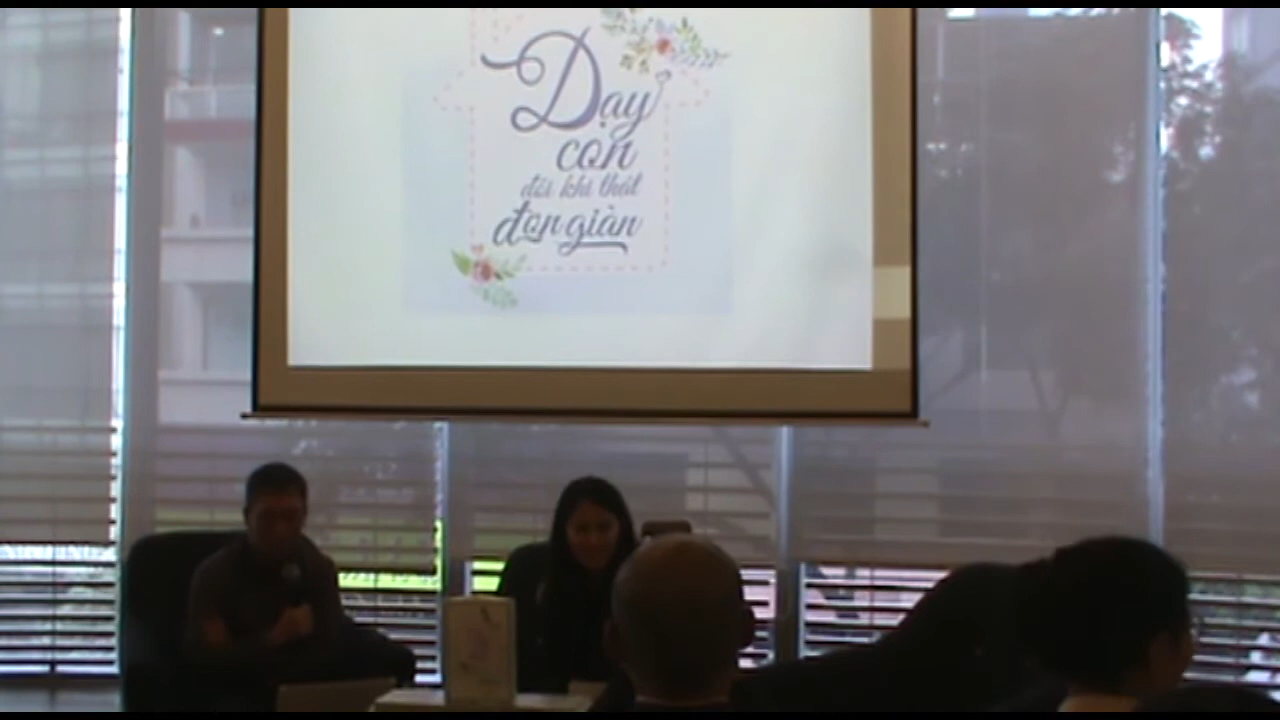 Dạy
con
đôi khi thật
đơn giản